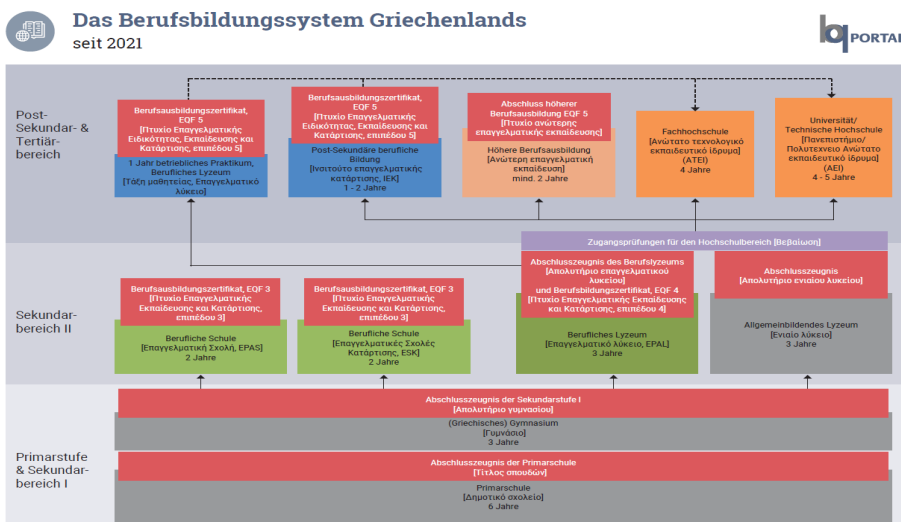 Das Berufsbildungssystem Griechenlands
seit 2021
bq PORTAL
Post-
Sekundar- &
Tertiär-
bereich
Berufsausbildungszertifikat,
EQF 5
[Πτυχίο Επαγγελματικής
Ειδικότητας, Εκπαίδευσης και
Κατάρτισης, επιπέδου 5]
1 Jahr betriebliches Praktikum,
Berufliches Lyzeum
[Τάξη μαθητείας, Επαγγελματικό
λύκειο]
Berufsausbildungszertifikat,
EQF 5
[Πτυχίο Επαγγελματικής
Ειδικότητας, Εκπαίδευσης και
Κατάρτισης, επιπέδου 5]
Post-Sekundäre berufliche
Bildung
[Ινσιτούτο επαγγελματικής
κατάρτισης, IEK]
1 - 2 Jahre
Abschluss höherer
Berufsausbildung EQF 5
[Πτυχίο ανώτερης
επαγγελματικής εκπαίδευσης]
Höhere Berufsausbildung
[Ανώτερη επαγγελματική
εκπαίδευση]
mind. 2 Jahre
Fachhochschule
[Ανώτατο τεχνολογικό
εκπαιδευτικό ίδρυμα]
(ATEI)
4 Jahre
Universität/
Technische Hochschule
[Πανεπιστήμιο/
Πολυτεχνείο Ανώτατο
εκπαιδευτικό ίδρυμα]
(AEI)
4 - 5 Jahre
Zugangsprüfungen für den Hochschulbereich [Βεβαίωση]
Sekundar-
bereich II
Berufsausbildungszertifikat, EQF 3
[Πτυχίο Επαγγελματικής
Εκπαίδευσης και Κατάρτισης,
επιπέδου 3]
Berufliche Schule
[Επαγγελματική Σχολή, EPAS]
2 Jahre
Berufsausbildungszertifikat, EQF 3
[Πτυχίο Επαγγελματικής
Εκπαίδευσης και Κατάρτισης,
επιπέδου 3]
Berufliche Schule
[Επαγγελματικές Σχολές
Κατάρτισης, ESK]
2 Jahre
Abschlusszeugnis des Berufslyzeums
[Απολυτήριο επαγγελματικού
λυκείου]
und Berufsbildungszertifikat, EQF 4
[Πτυχίο Επαγγελματικής Εκπαίδευσης
και Κατάρτισης, επιπέδου 4]
Berufliches Lyzeum
[Επαγγελματικό λύκειο, EPAL]
3 Jahre
Abschlusszeugnis
[Απολυτήριο ενιαίου λυκείου]
Allgemeinbildendes Lyzeum
[Ενιαίο λύκειο]
3 Jahre
Primarstufe
& Sekundar-
bereich I
Abschlusszeugnis der Sekundarstufe I
[Απολυτήριο γυμνασίου]
(Griechisches) Gymnasium
[Γυμνάσιο]
3 Jahre
Abschlusszeugnis der Primarschule
[Τίτλος σπουδών]
Primarschule
[Δημοτικό σχολείο]
6 Jahre